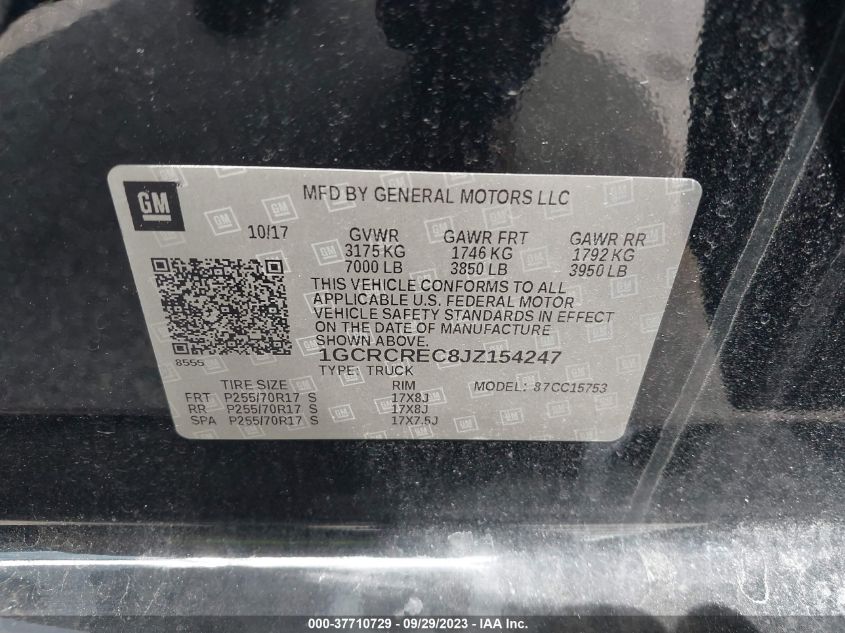 GM
MFD BY GENERAL MOTORS LLC
10/17
GVWR GAWR FRT GAWR RR
3175 KG 1746 KG 1792 KG
7000 LB 3850 LB 3950 LB
THIS VEHICLE CONFORMS TO ALL
APPLICABLE U.S. FEDERAL MOTOR
VEHICLE SAFETY STANDARDS IN EFFECT
ON THE DATE OF MANUFACTURE
SHOWN ABOVE.
8555
1GCRCREC8JZ154247
TYPE: TRUCK
MODEL: 87CC15753
TIRE SIZE RIM
FRT P255/70R17 S 17X8J
RR P255/70R17 S 17X8J
SPA P255/70R17 S 17X7.5J
000-37710729 - 09/29/2023 - IAA Inc.